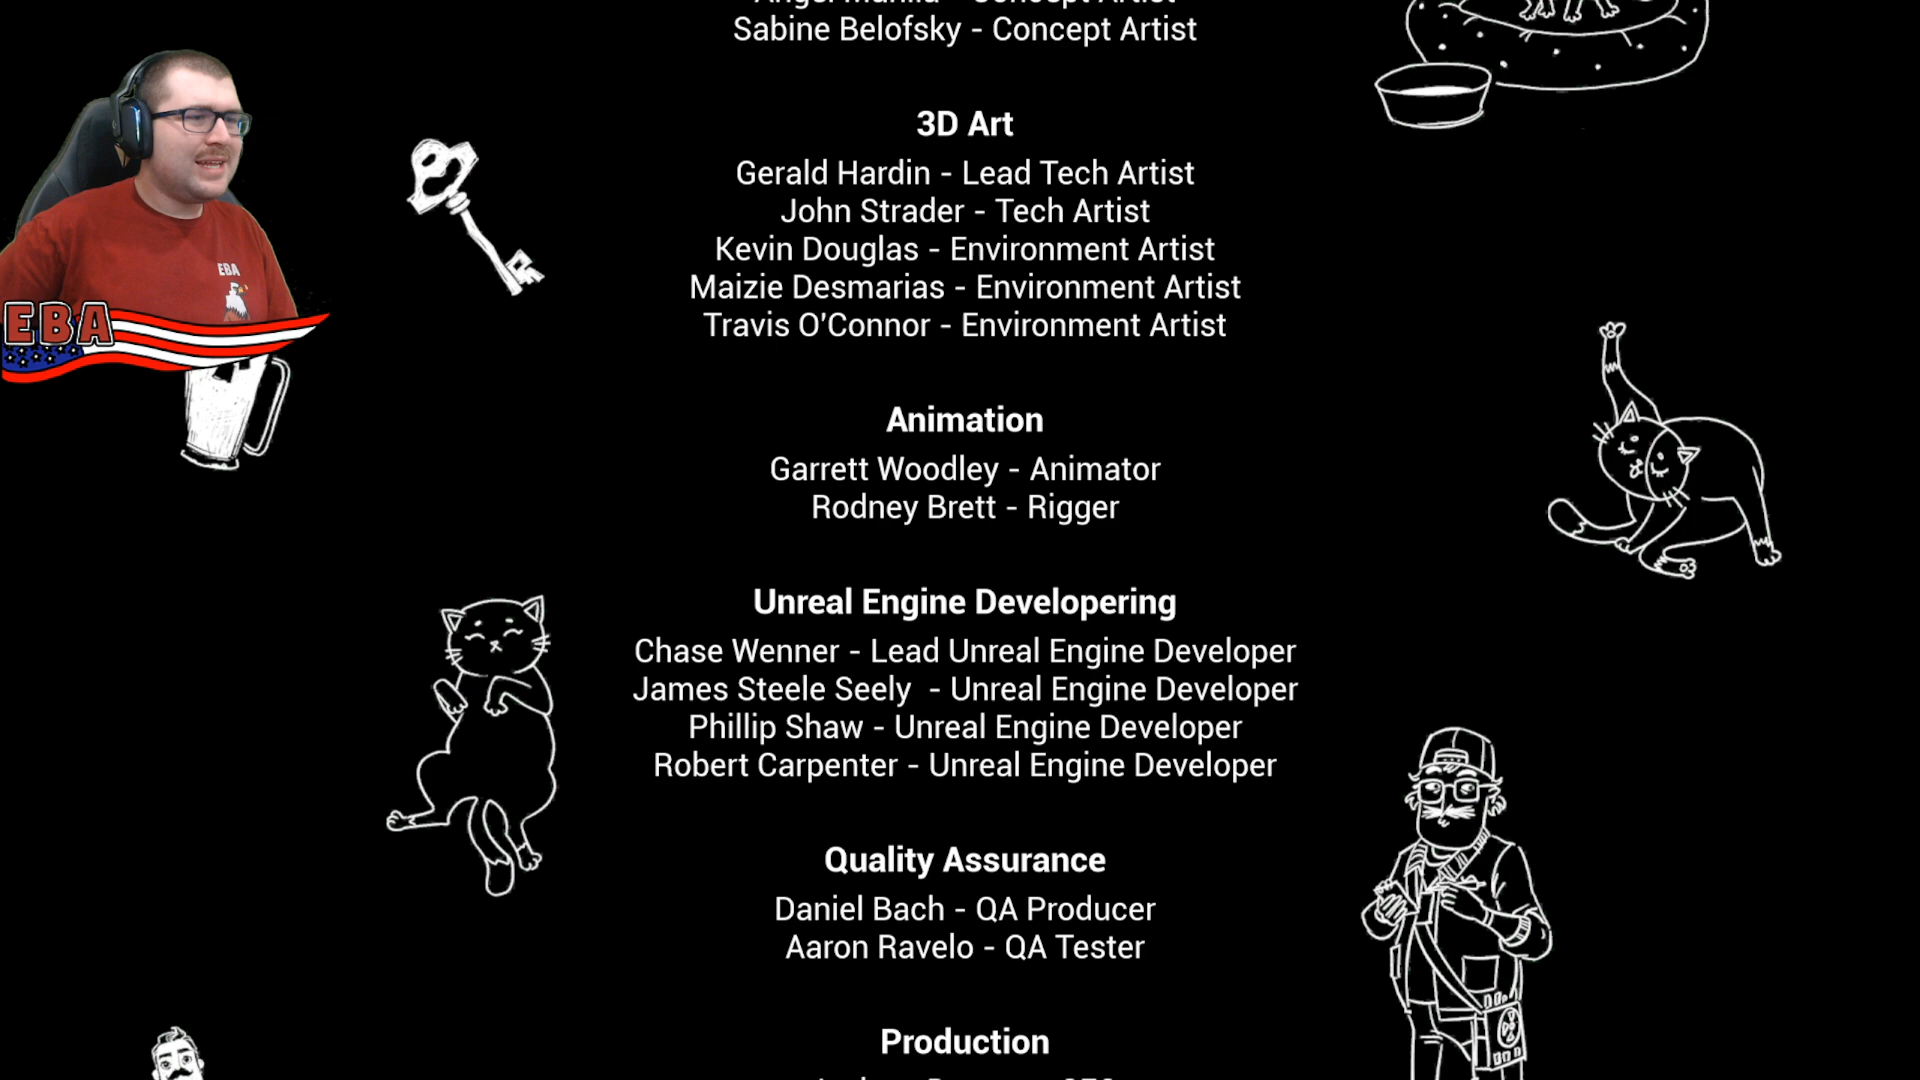 Sabine Belofsky - Concept Artist
3D Art
Gerald Hardin - Lead Tech Artist
John Strader - Tech Artist
Kevin Douglas - Environment Artist
Maizie Desmarias - Environment Artist
Travis O'Connor - Environment Artist
EBA
EBA
Animation
Garrett Woodley - Animator
Rodney Brett - Rigger
Unreal Engine Developering
Chase Wenner - Lead Unreal Engine Developer
James Steele Seely - Unreal Engine Developer
Phillip Shaw - Unreal Engine Developer
Robert Carpenter - Unreal Engine Developer
Quality Assurance
Daniel Bach - QA Producer
Aaron Ravelo - QA Tester
Production